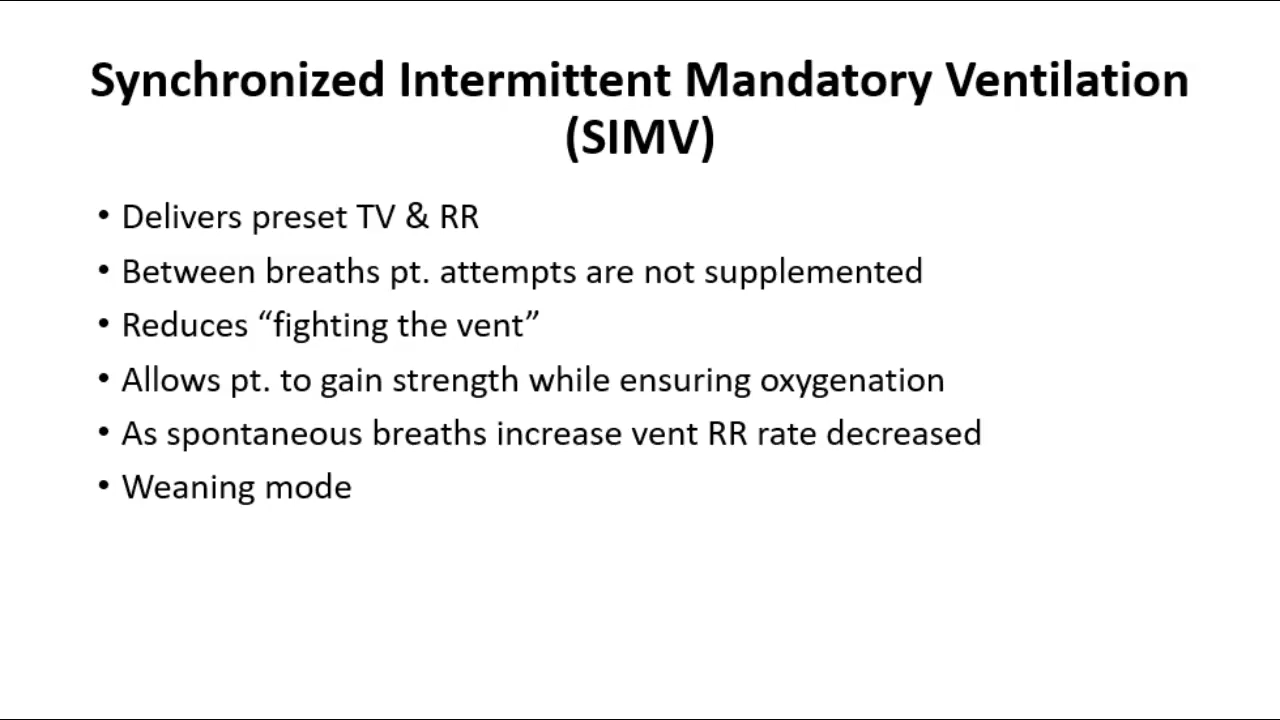 Synchronized Intermittent Mandatory Ventilation
(SIMV)
• Delivers preset TV & RR
• Between breaths pt. attempts are not supplemented
• Reduces “fighting the vent”
• Allows pt. to gain strength while ensuring oxygenation
• As spontaneous breaths increase vent RR rate decreased
• Weaning mode